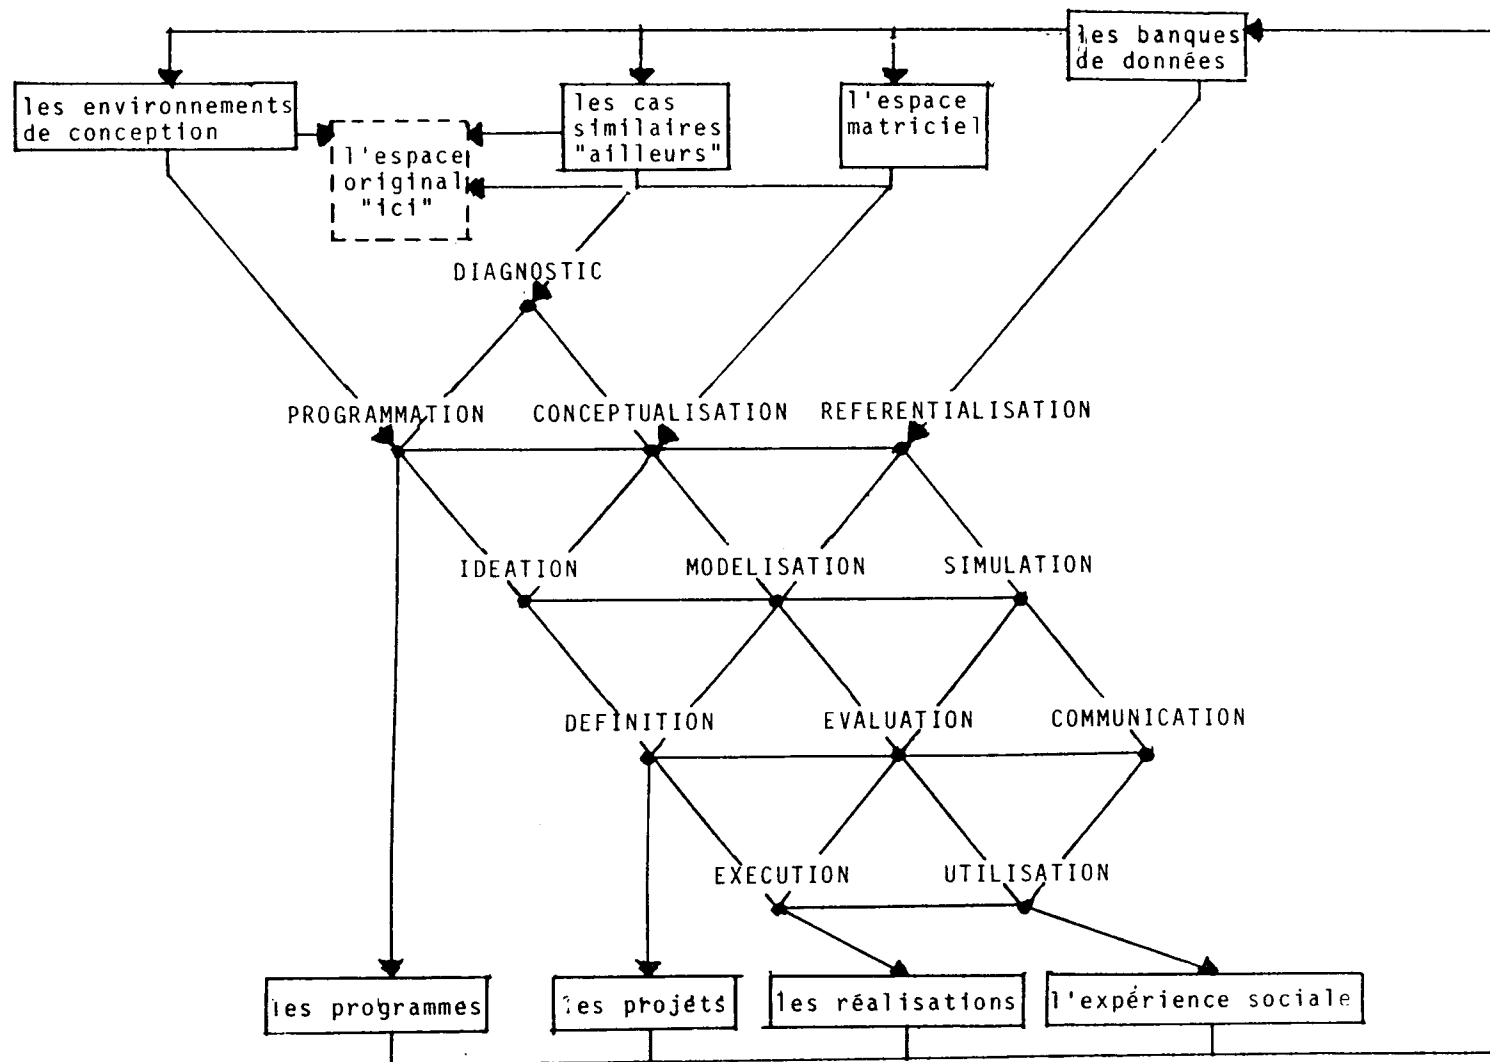 les banques
de données
les environnements
de conception
les cas
similaires
"ailleurs"
l'espace
matriciel
l'espace
original
"ici"
DIAGNOSTIC
PROGRAMMATION CONCEPTUALISATION REFERENTIALISATION
IDEATION MODELISATION SIMULATION
DEFINITION EVALUATION COMMUNICATION
EXECUTION UTILISATION
les programmes les projets les réalisations l'expérience sociale